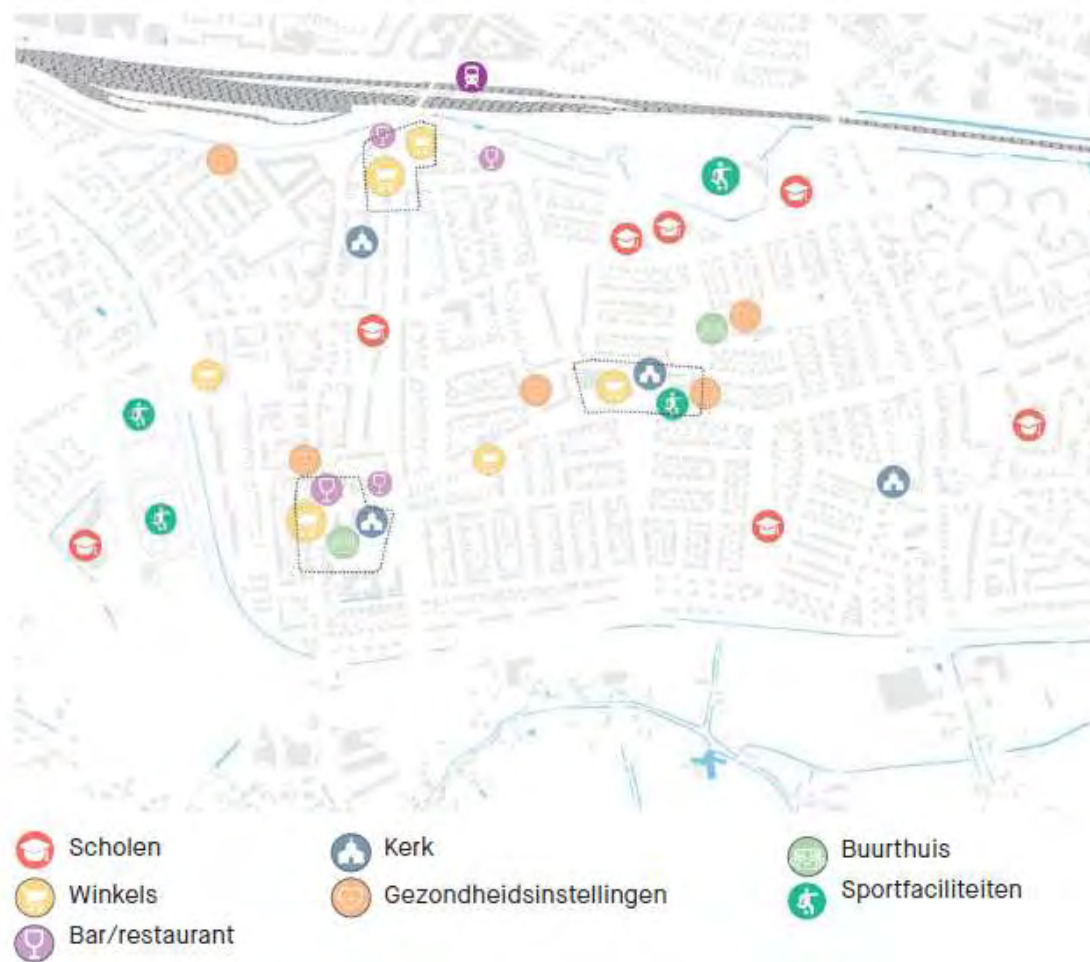 Scholen
Kerk
Buurthuis
Winkels
Gezondheidsinstellingen
Sportfaciliteiten
Bar/restaurant